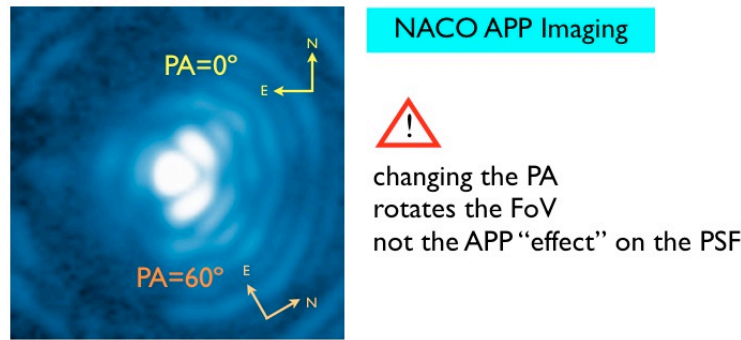 NACO APP Imaging
PA=0°
N
E
!
changing the PA
rotates the FoV
not the APP “effect” on the PSF
PA=60°
E
N